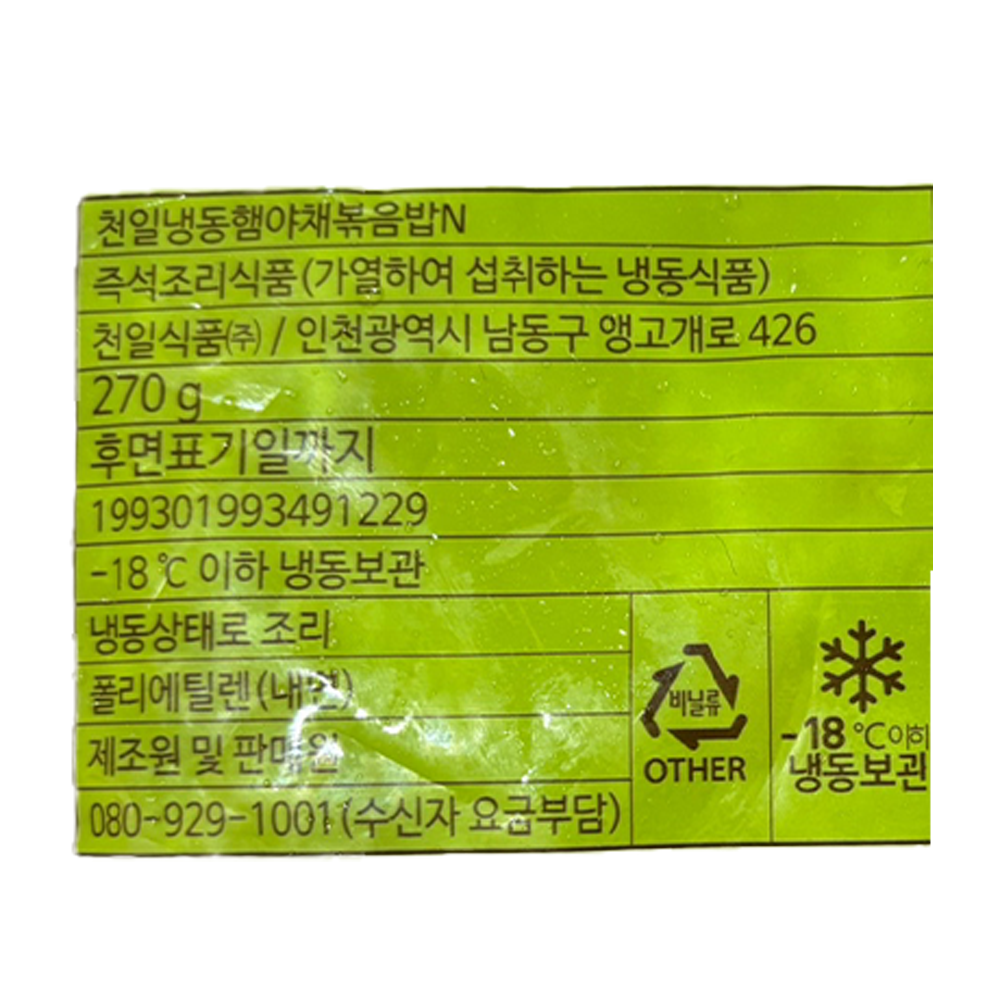 천일냉동햄야채볶음밥N
즉석조리식품(가열하여 섭취하는 냉동식품)
천일식품㈜ / 인천광역시 남동구 앵고개로 426
270 g
후면표기일까지
199301993491229
-18 ℃ 이하 냉동보관
냉동상태로 조리
폴리에틸렌(내면)
제조원 및 판매원
080-929-1001 (수신자 요금부담)
비닐류
OTHER
-18 ℃ 이하
냉동보관